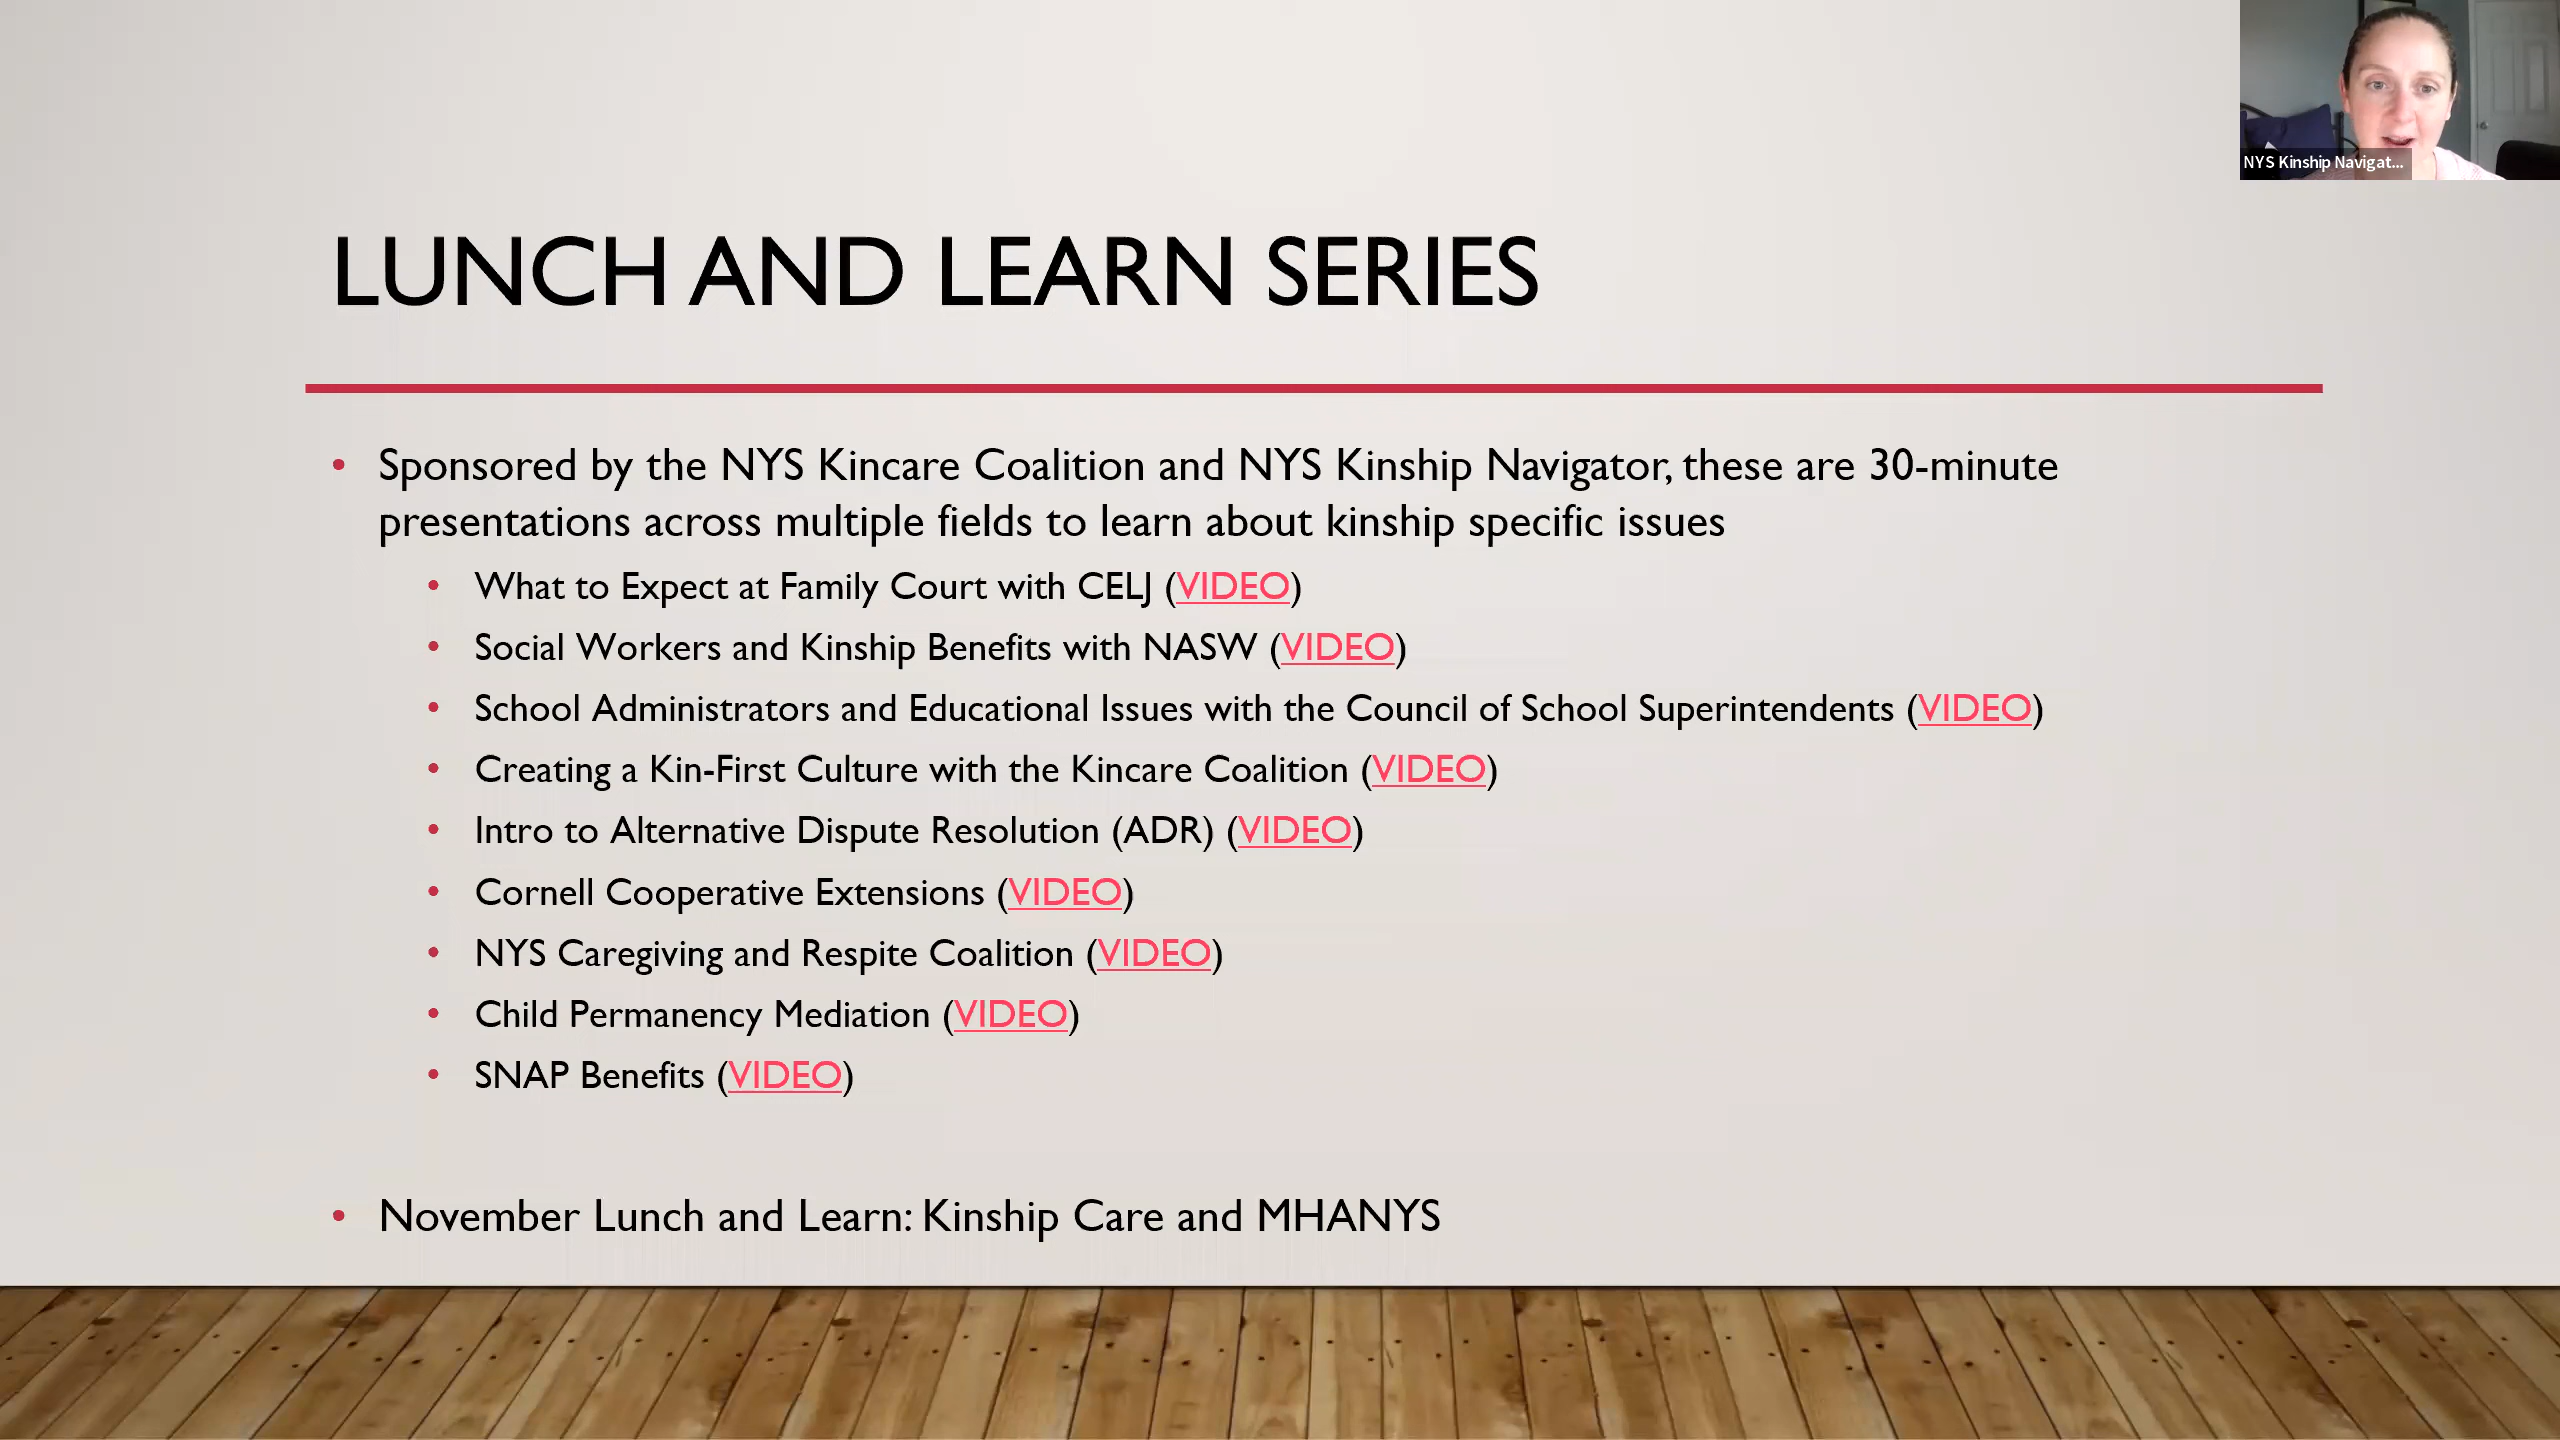 NYS Kinship Navigat...
LUNCH AND LEARN SERIES
• Sponsored by the NYS Kincare Coalition and NYS Kinship Navigator, these are 30-minute
presentations across multiple fields to learn about kinship specific issues
• What to Expect at Family Court with CELJ (VIDEO)
• Social Workers and Kinship Benefits with NASW (VIDEO)
• School Administrators and Educational Issues with the Council of School Superintendents (VIDEO)
• Creating a Kin-First Culture with the Kincare Coalition (VIDEO)
• Intro to Alternative Dispute Resolution (ADR) (VIDEO)
• Cornell Cooperative Extensions (VIDEO)
• NYS Caregiving and Respite Coalition (VIDEO)
• Child Permanency Mediation (VIDEO)
• SNAP Benefits (VIDEO)
• November Lunch and Learn: Kinship Care and MHANYS